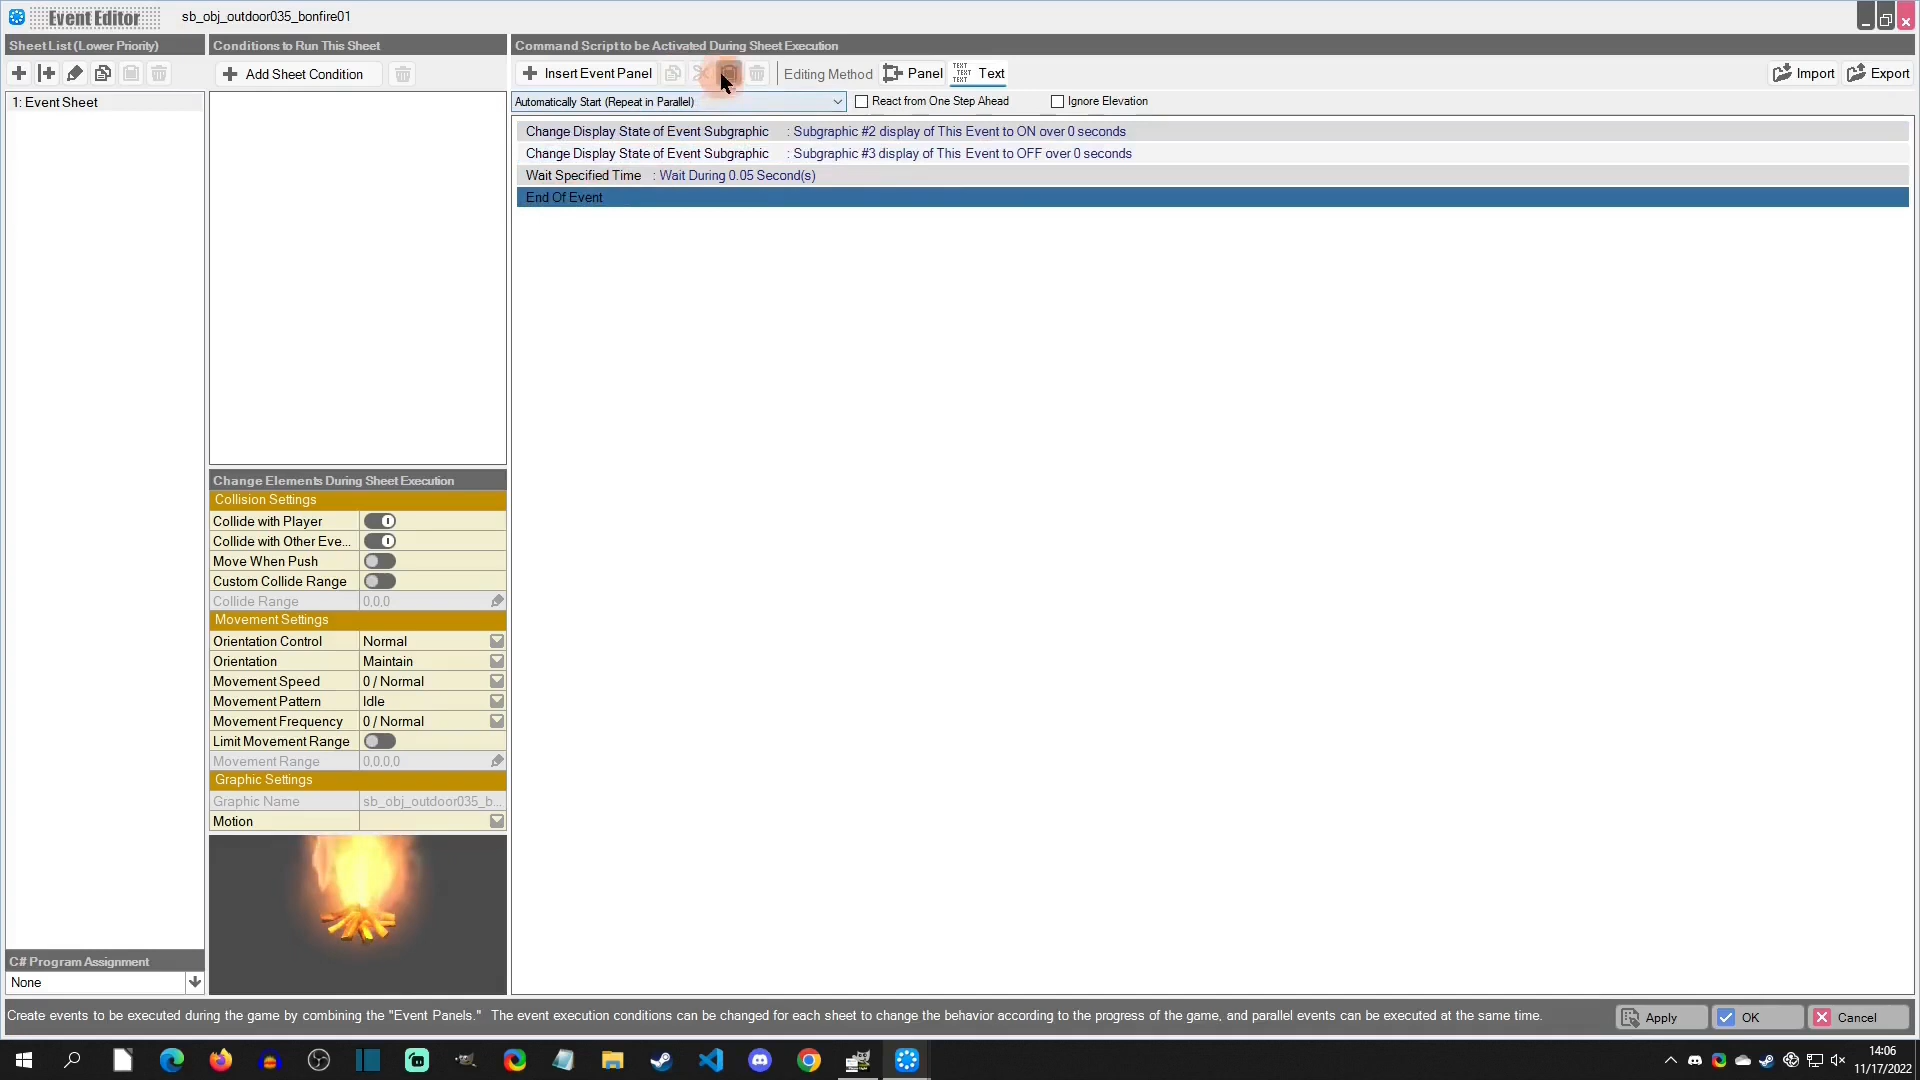 Event Editor sb_obj_outdoor035_bonfire01
Sheet List (Lower Priority)
Conditions to Run This Sheet
Command Script to be Activated During Sheet Execution
Add Sheet Condition
Insert Event Panel
Editing Method
Panel
TEXT TEXT TEXT Text
Import
Export
1: Event Sheet
Automatically Start (Repeat in Parallel)
React from One Step Ahead
Ignore Elevation
Change Display State of Event Subgraphic : Subgraphic #2 display of This Event to ON over 0 seconds
Change Display State of Event Subgraphic : Subgraphic #3 display of This Event to OFF over 0 seconds
Wait Specified Time : Wait During 0.05 Second(s)
End Of Event
Change Elements During Sheet Execution
Collision Settings
Collide with Player
Collide with Other Eve...
Move When Push
Custom Collide Range
Collide Range 0,0,0
Movement Settings
Orientation Control Normal
Orientation Maintain
Movement Speed 0 / Normal
Movement Pattern Idle
Movement Frequency 0 / Normal
Limit Movement Range
Movement Range 0,0,0,0
Graphic Settings
Graphic Name sb_obj_outdoor035_b...
Motion
C# Program Assignment
None
Create events to be executed during the game by combining the "Event Panels." The event execution conditions can be changed for each sheet to change the behavior according to the progress of the game, and parallel events can be executed at the same time.
Apply
OK
Cancel
14:06
11/17/2022